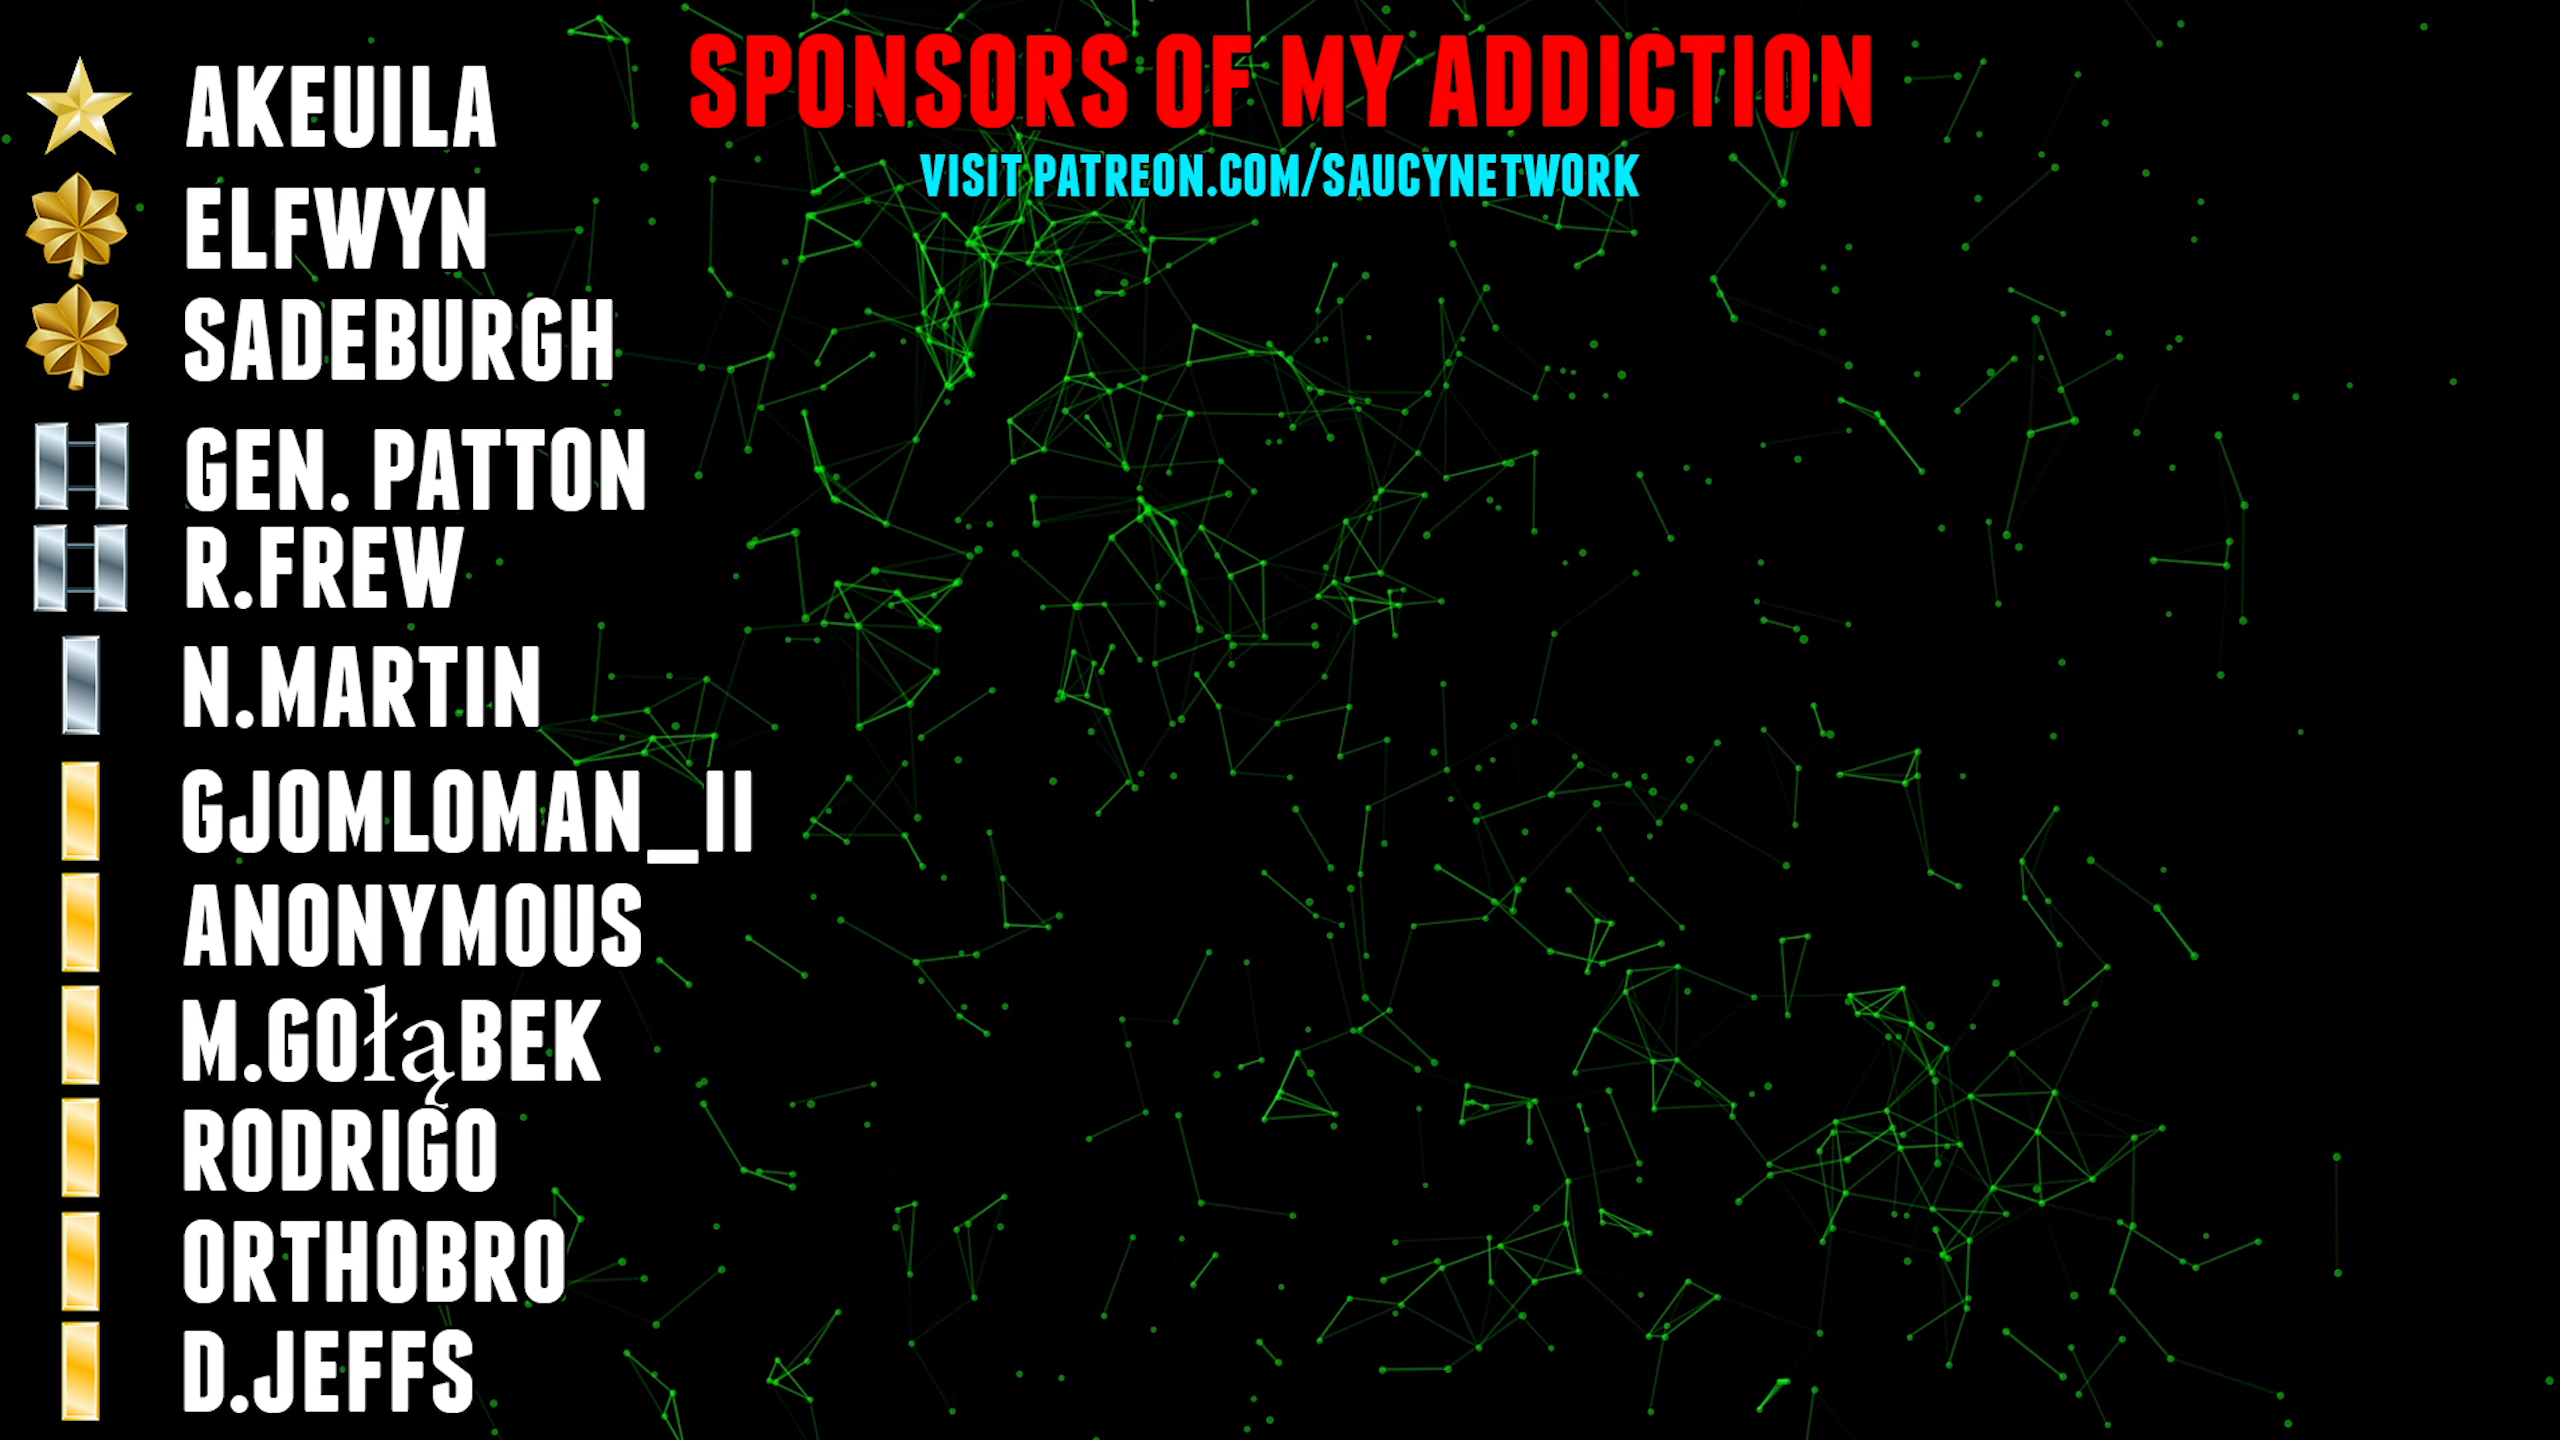 SPONSORS OF MY ADDICTION
VISIT PATREON.COM/SAUCYNETWORK
AKEUILA
ELFWYN
SADEBURGH
GEN. PATTON
R.FREW
N.MARTIN
GJOMLOMAN_II
ANONYMOUS
M.GOłąBEK
RODRIGO
ORTHOBRO
D.JEFFS